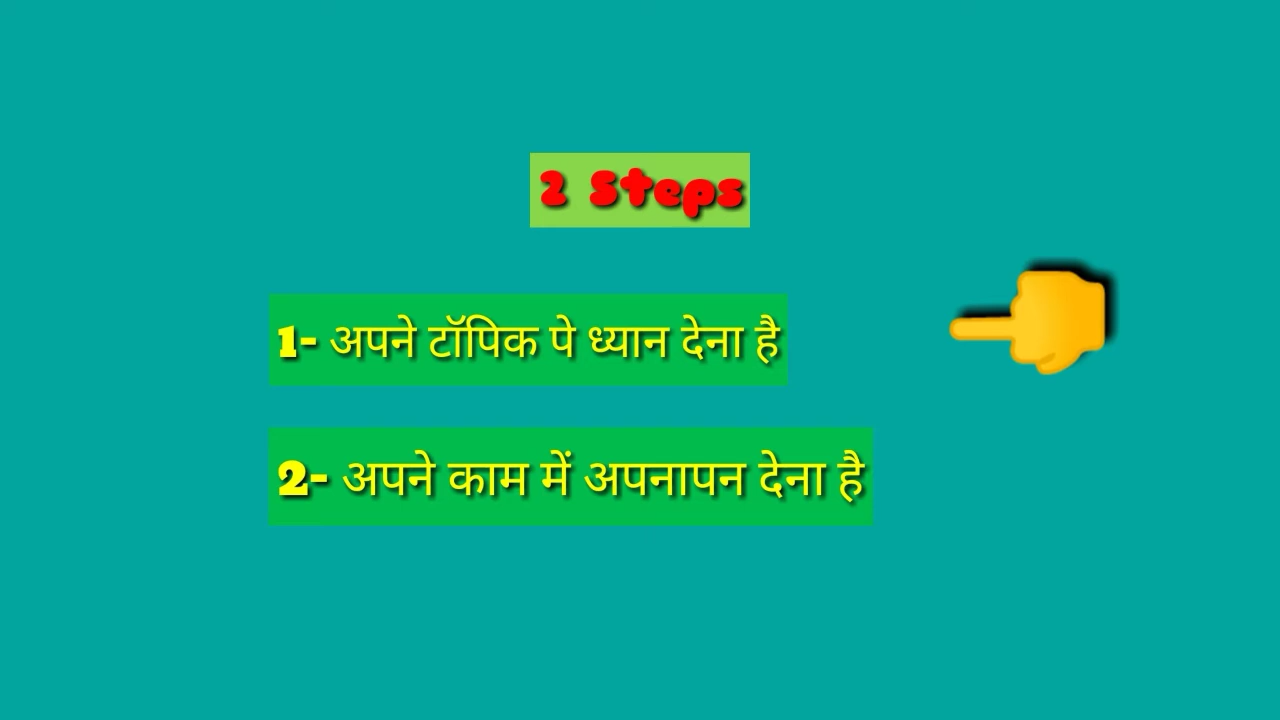 2 Steps
1- अपने टॉपिक पे ध्यान देना है
2- अपने काम में अपनापन देना है